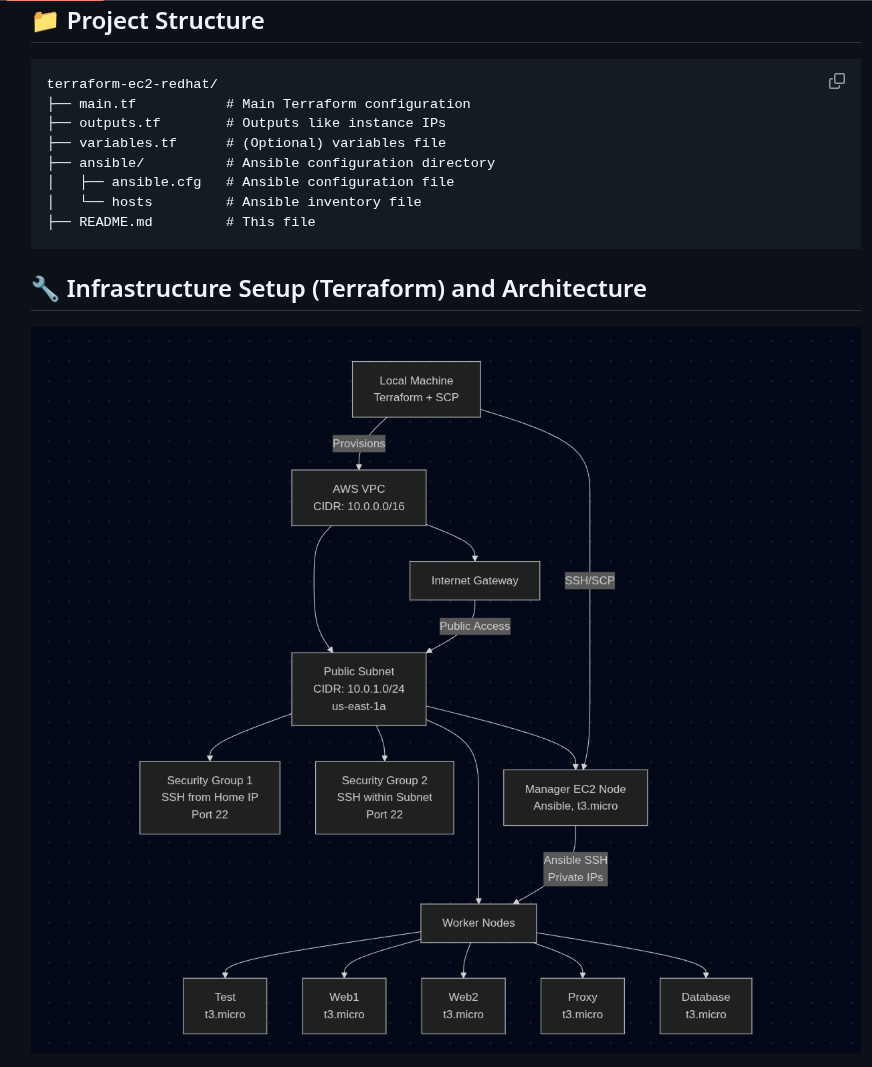 📁 Project Structure
terraform-ec2-redhat/
├── main.tf           # Main Terraform configuration
├── outputs.tf        # Outputs like instance IPs
├── variables.tf      # (Optional) variables file
├── ansible/          # Ansible configuration directory
│   ├── ansible.cfg   # Ansible configuration file
│   └── hosts         # Ansible inventory file
├── README.md         # This file
🔧 Infrastructure Setup (Terraform) and Architecture
Local Machine
Terraform + SCP
Provisions
AWS VPC
CIDR: 10.0.0.0/16
Internet Gateway
SSH/SCP
Public Access
Public Subnet
CIDR: 10.0.1.0/24
us-east-1a
Security Group 1
SSH from Home IP
Port 22
Security Group 2
SSH within Subnet
Port 22
Manager EC2 Node
Ansible, t3.micro
Ansible SSH
Private IPs
Worker Nodes
Test
t3.micro
Web1
t3.micro
Web2
t3.micro
Proxy
t3.micro
Database
t3.micro